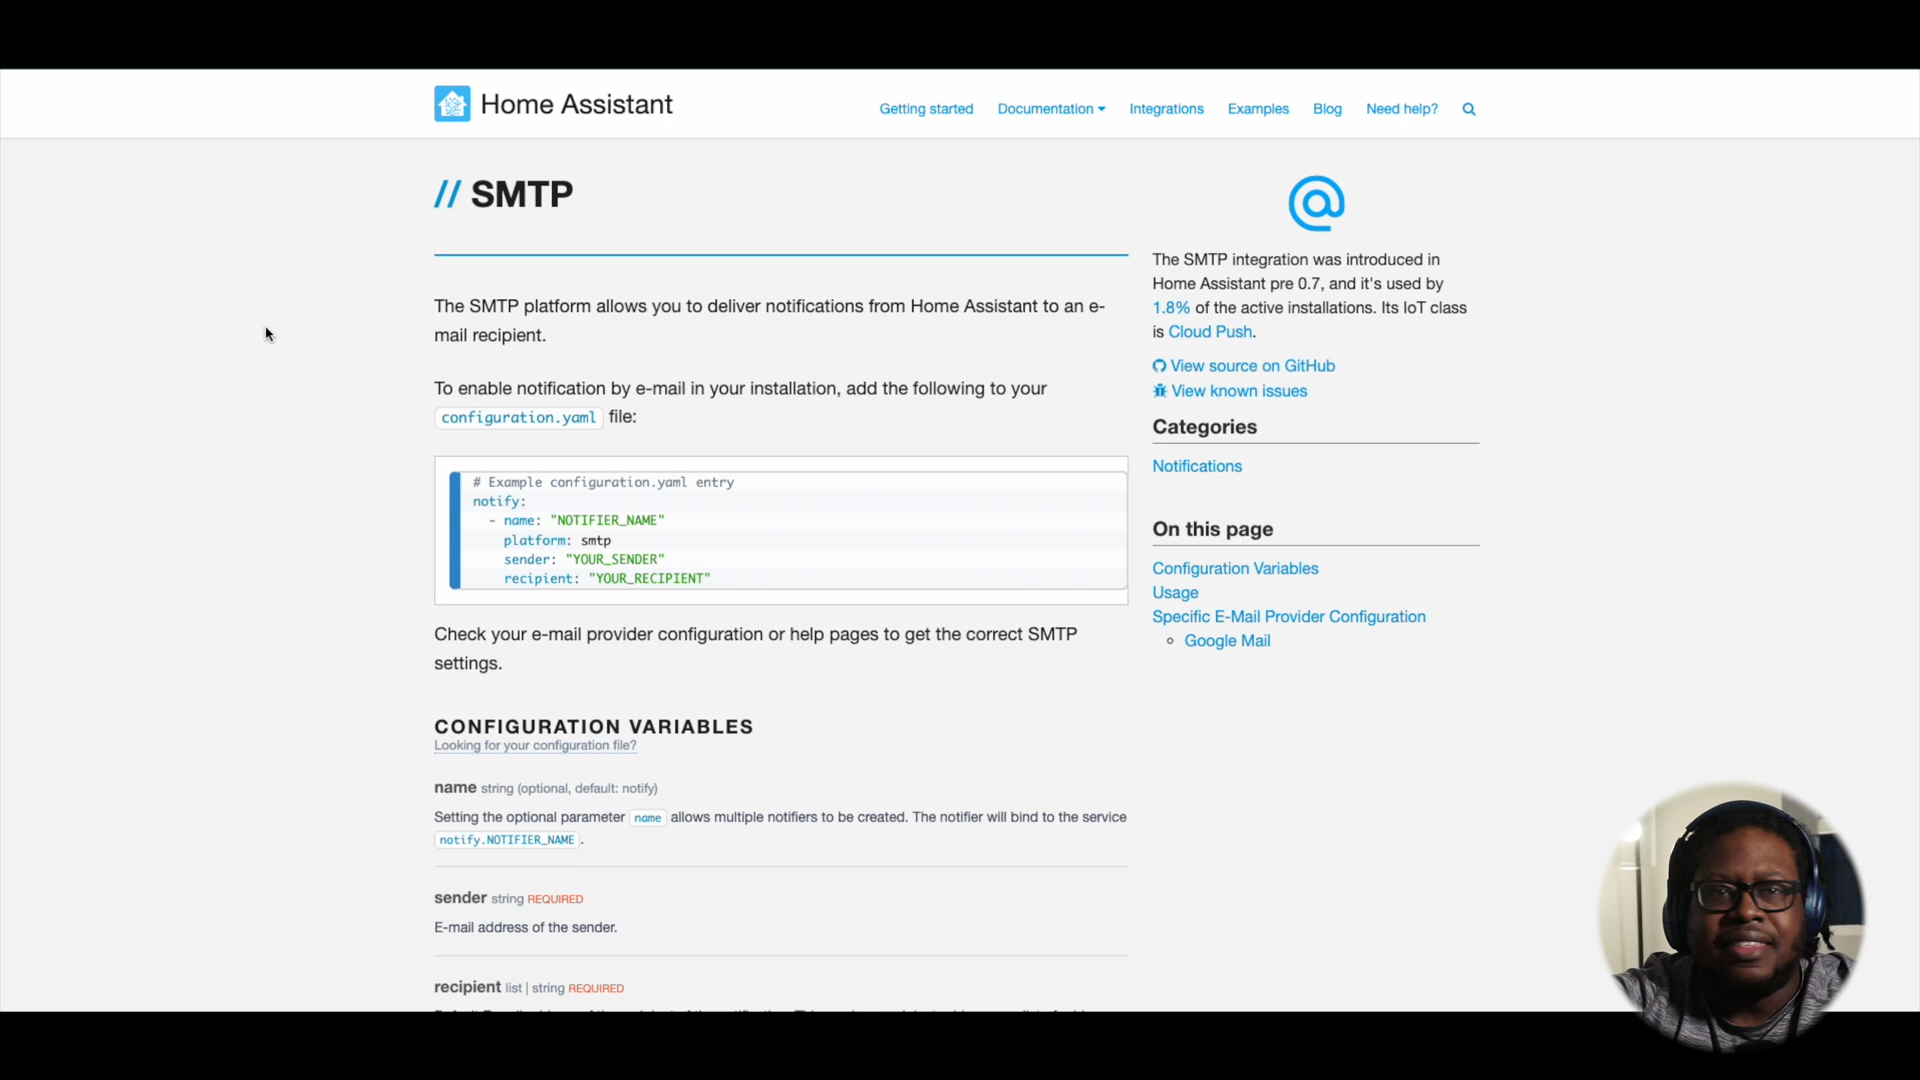 Home Assistant
Getting started
Documentation
Integrations
Examples
Blog
Need help?
// SMTP
The SMTP platform allows you to deliver notifications from Home Assistant to an e-
mail recipient.
To enable notification by e-mail in your installation, add the following to your
configuration.yaml file:
# Example configuration.yaml entry
notify:
- name: "NOTIFIER_NAME"
platform: smtp
sender: "YOUR_SENDER"
recipient: "YOUR_RECIPIENT"
Check your e-mail provider configuration or help pages to get the correct SMTP
settings.
CONFIGURATION VARIABLES
Looking for your configuration file?
name string (optional, default: notify)
Setting the optional parameter name allows multiple notifiers to be created. The notifier will bind to the service
notify.NOTIFIER_NAME.
sender string REQUIRED
E-mail address of the sender.
recipient list | string REQUIRED
@
The SMTP integration was introduced in
Home Assistant pre 0.7, and it's used by
1.8% of the active installations. Its IoT class
is Cloud Push.
View source on GitHub
View known issues
Categories
Notifications
On this page
Configuration Variables
Usage
Specific E-Mail Provider Configuration
Google Mail